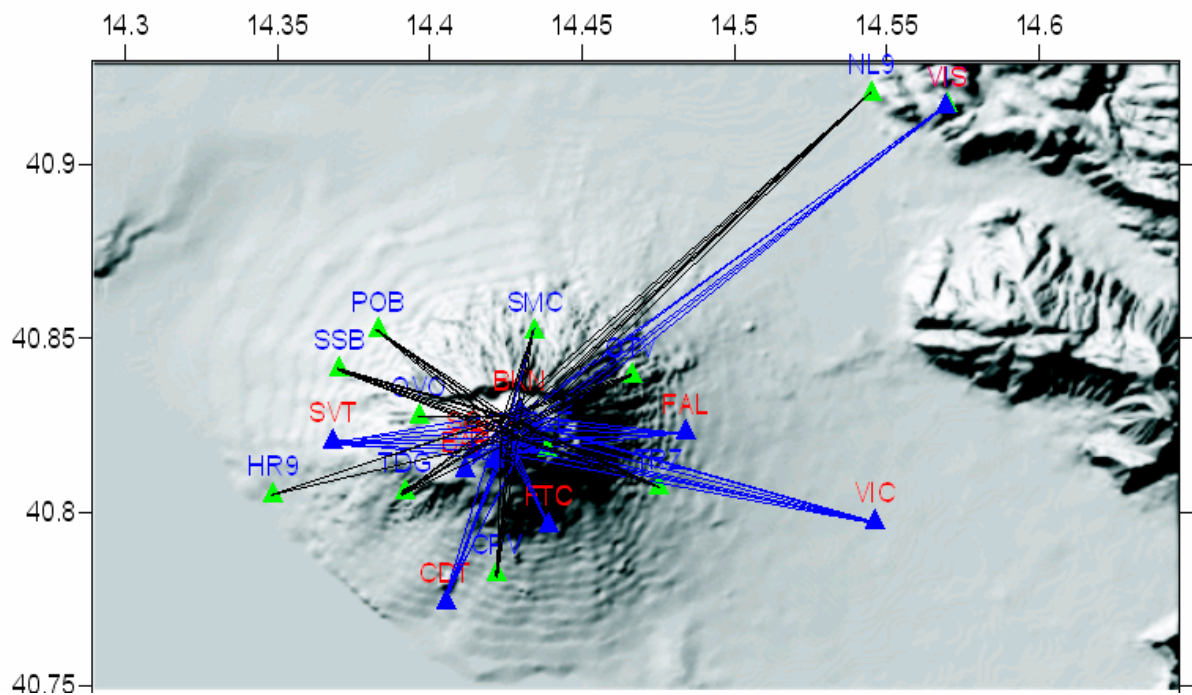 14.3 14.35 14.4 14.45 14.5 14.55 14.6
NL9 VIS
40.9
POB SMC
40.85
SSB
OVO BKN
SVT FAL
HR9 TDG
VIC
40.8
FTC
CDT
40.75